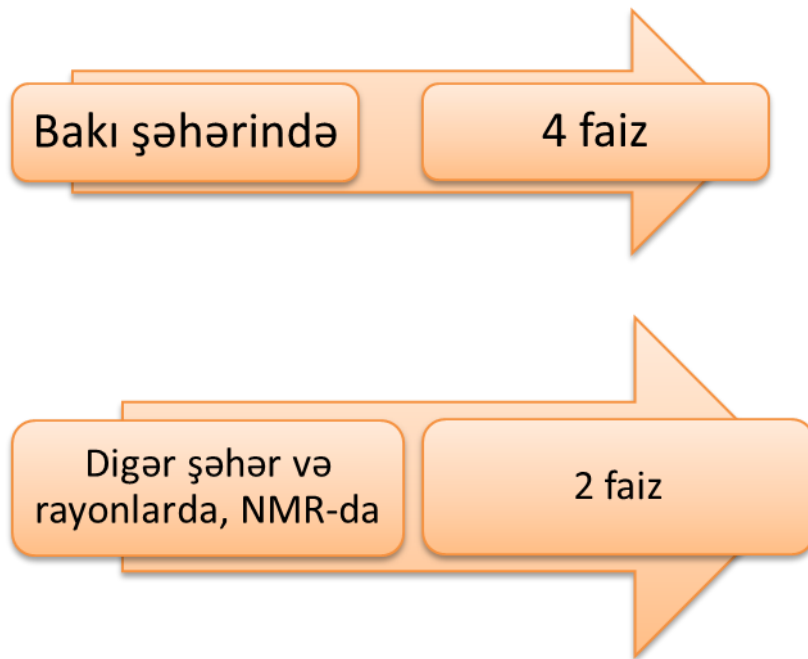 Bakı şəhərində
4 faiz
Digər şəhər və
rayonlarda, NMR-da
2 faiz